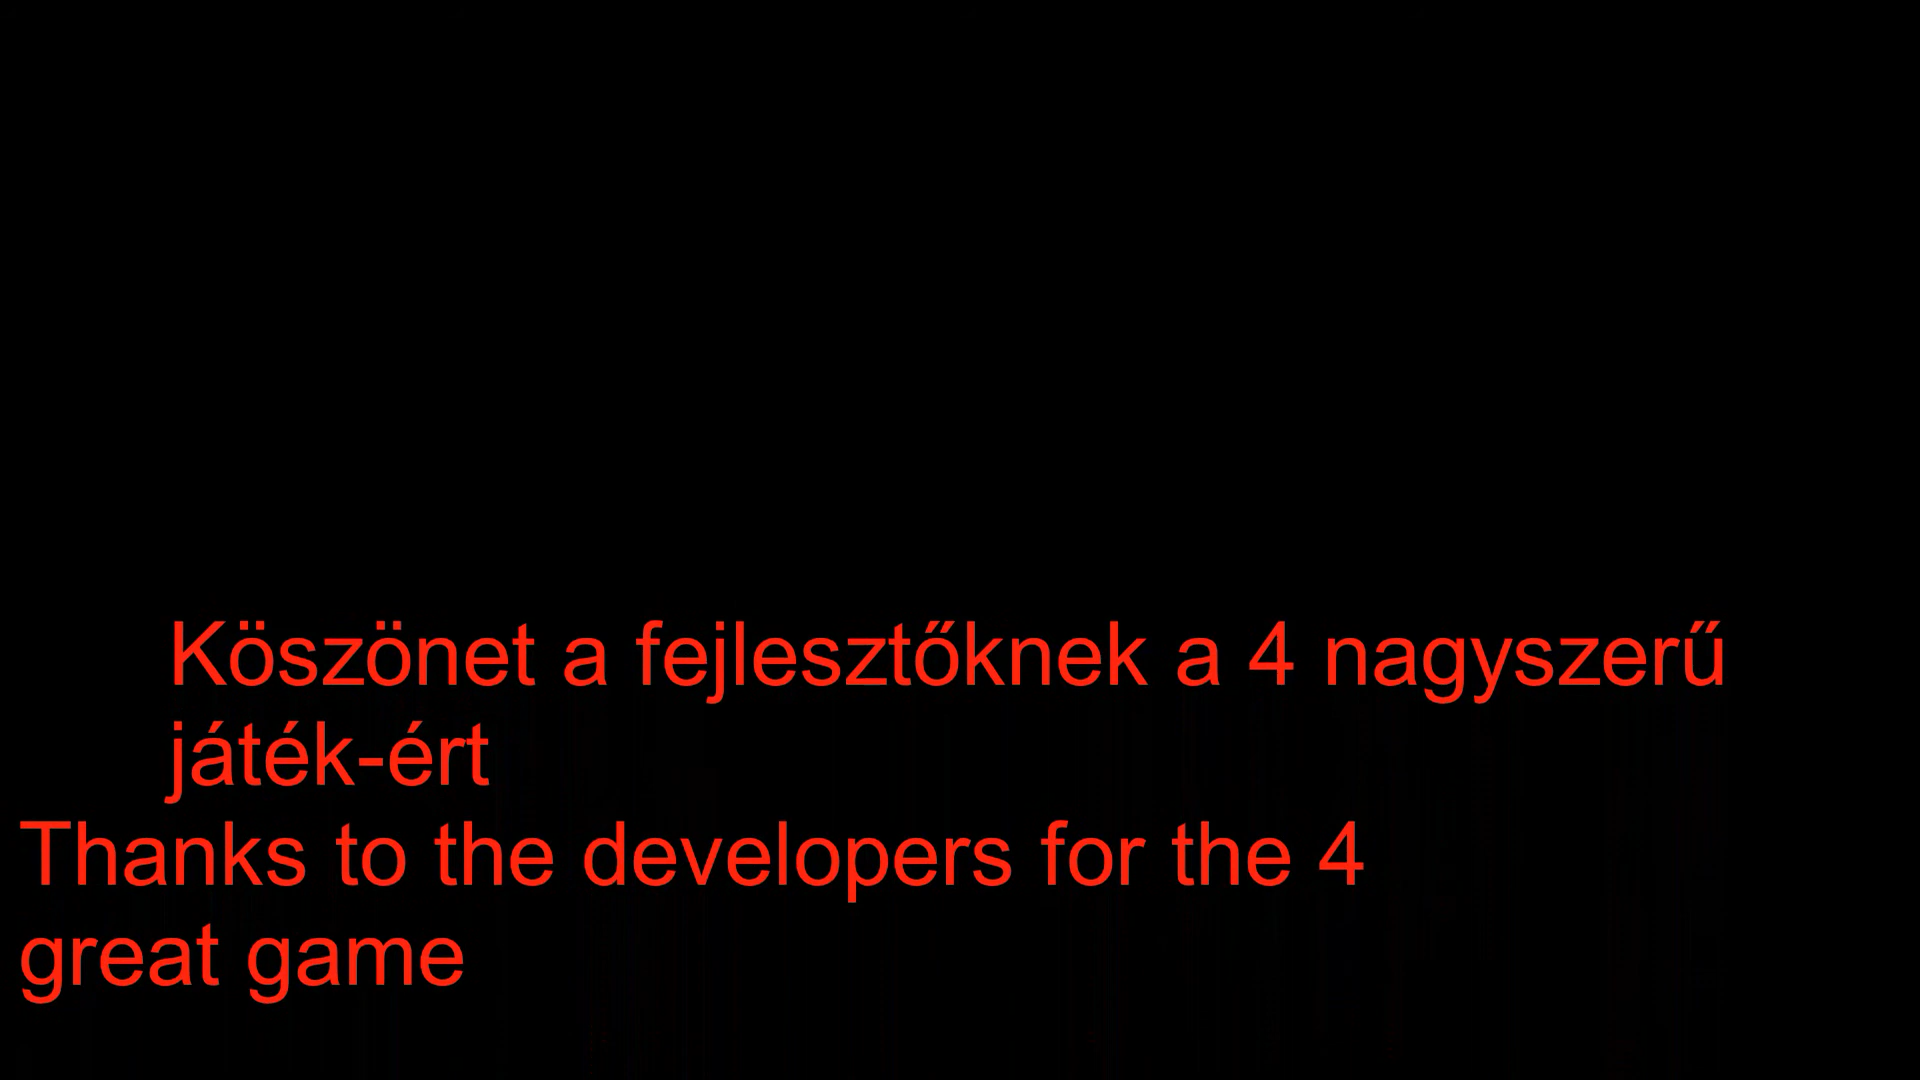 Köszönet a fejlesztőknek a 4 nagyszerű
játék-ért
Thanks to the developers for the 4
great game